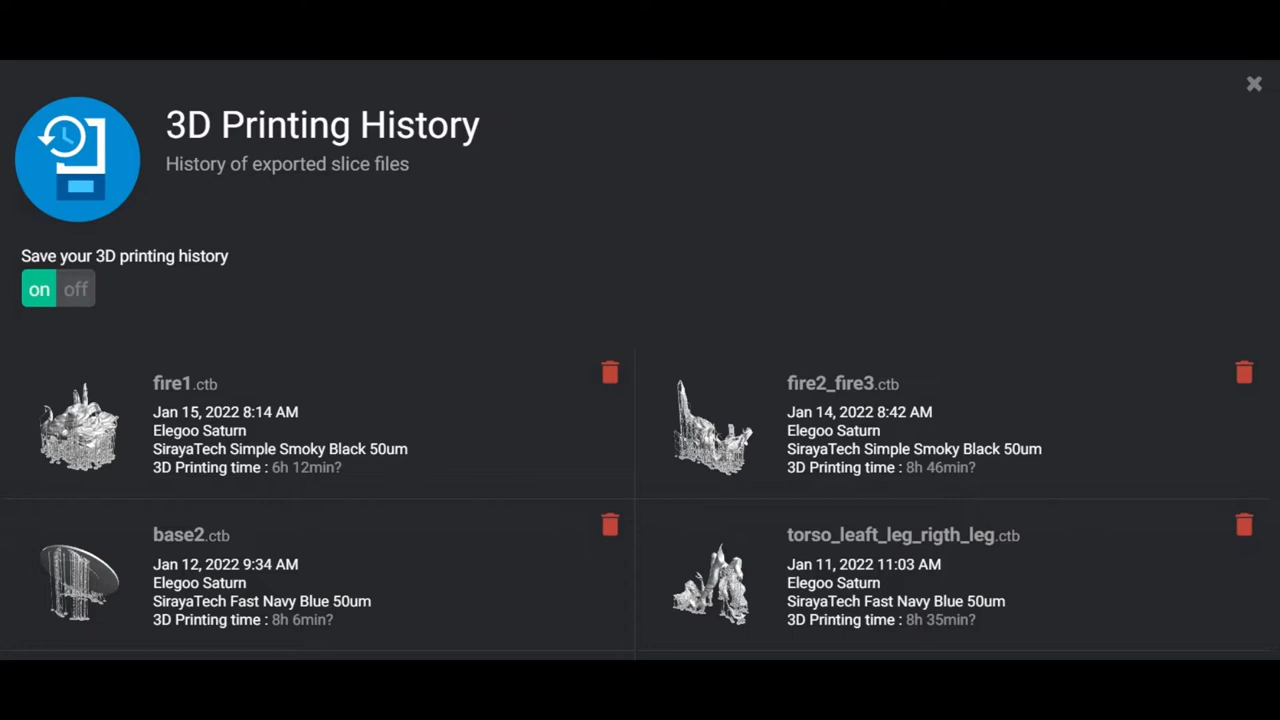 3D Printing History
History of exported slice files
Save your 3D printing history
on off
fire1.ctb
Jan 15, 2022 8:14 AM
Elegoo Saturn
SirayaTech Simple Smoky Black 50um
3D Printing time : 6h 12min?
fire2_fire3.ctb
Jan 14, 2022 8:42 AM
Elegoo Saturn
SirayaTech Simple Smoky Black 50um
3D Printing time : 8h 46min?
base2.ctb
Jan 12, 2022 9:34 AM
Elegoo Saturn
SirayaTech Fast Navy Blue 50um
3D Printing time : 8h 6min?
torso_leaft_leg_rigth_leg.ctb
Jan 11, 2022 11:03 AM
Elegoo Saturn
SirayaTech Fast Navy Blue 50um
3D Printing time : 8h 35min?